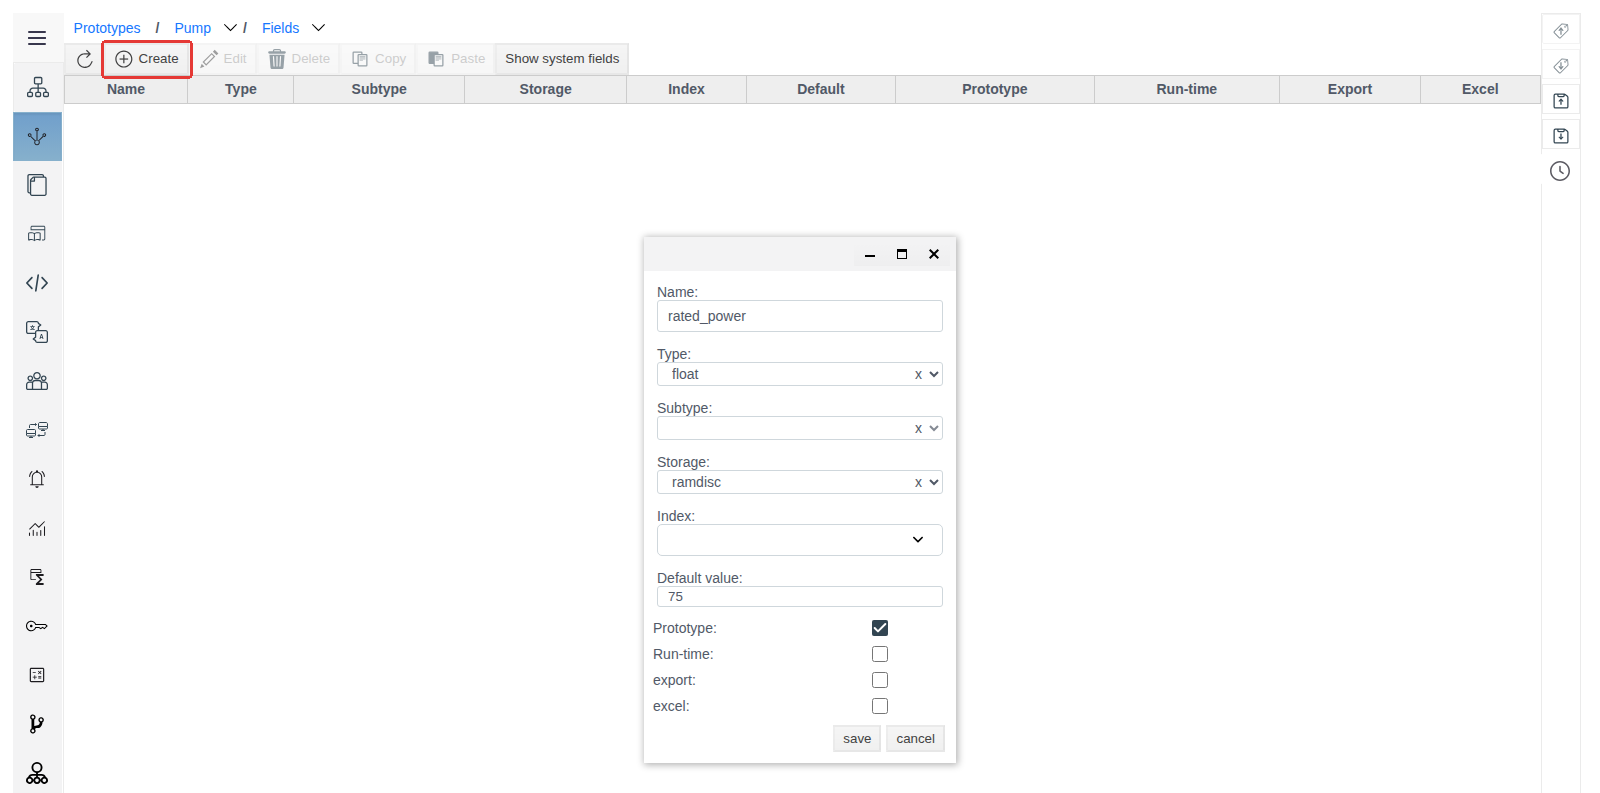 Prototypes / Pump / Fields
Create Edit Delete Copy Paste Show system fields
Name Type Subtype Storage Index Default Prototype Run-time Export Excel
Name:
rated_power
Type:
float x
Subtype:
x
Storage:
ramdisc x
Index:
Default value:
75
Prototype:
Run-time:
export:
excel:
save cancel